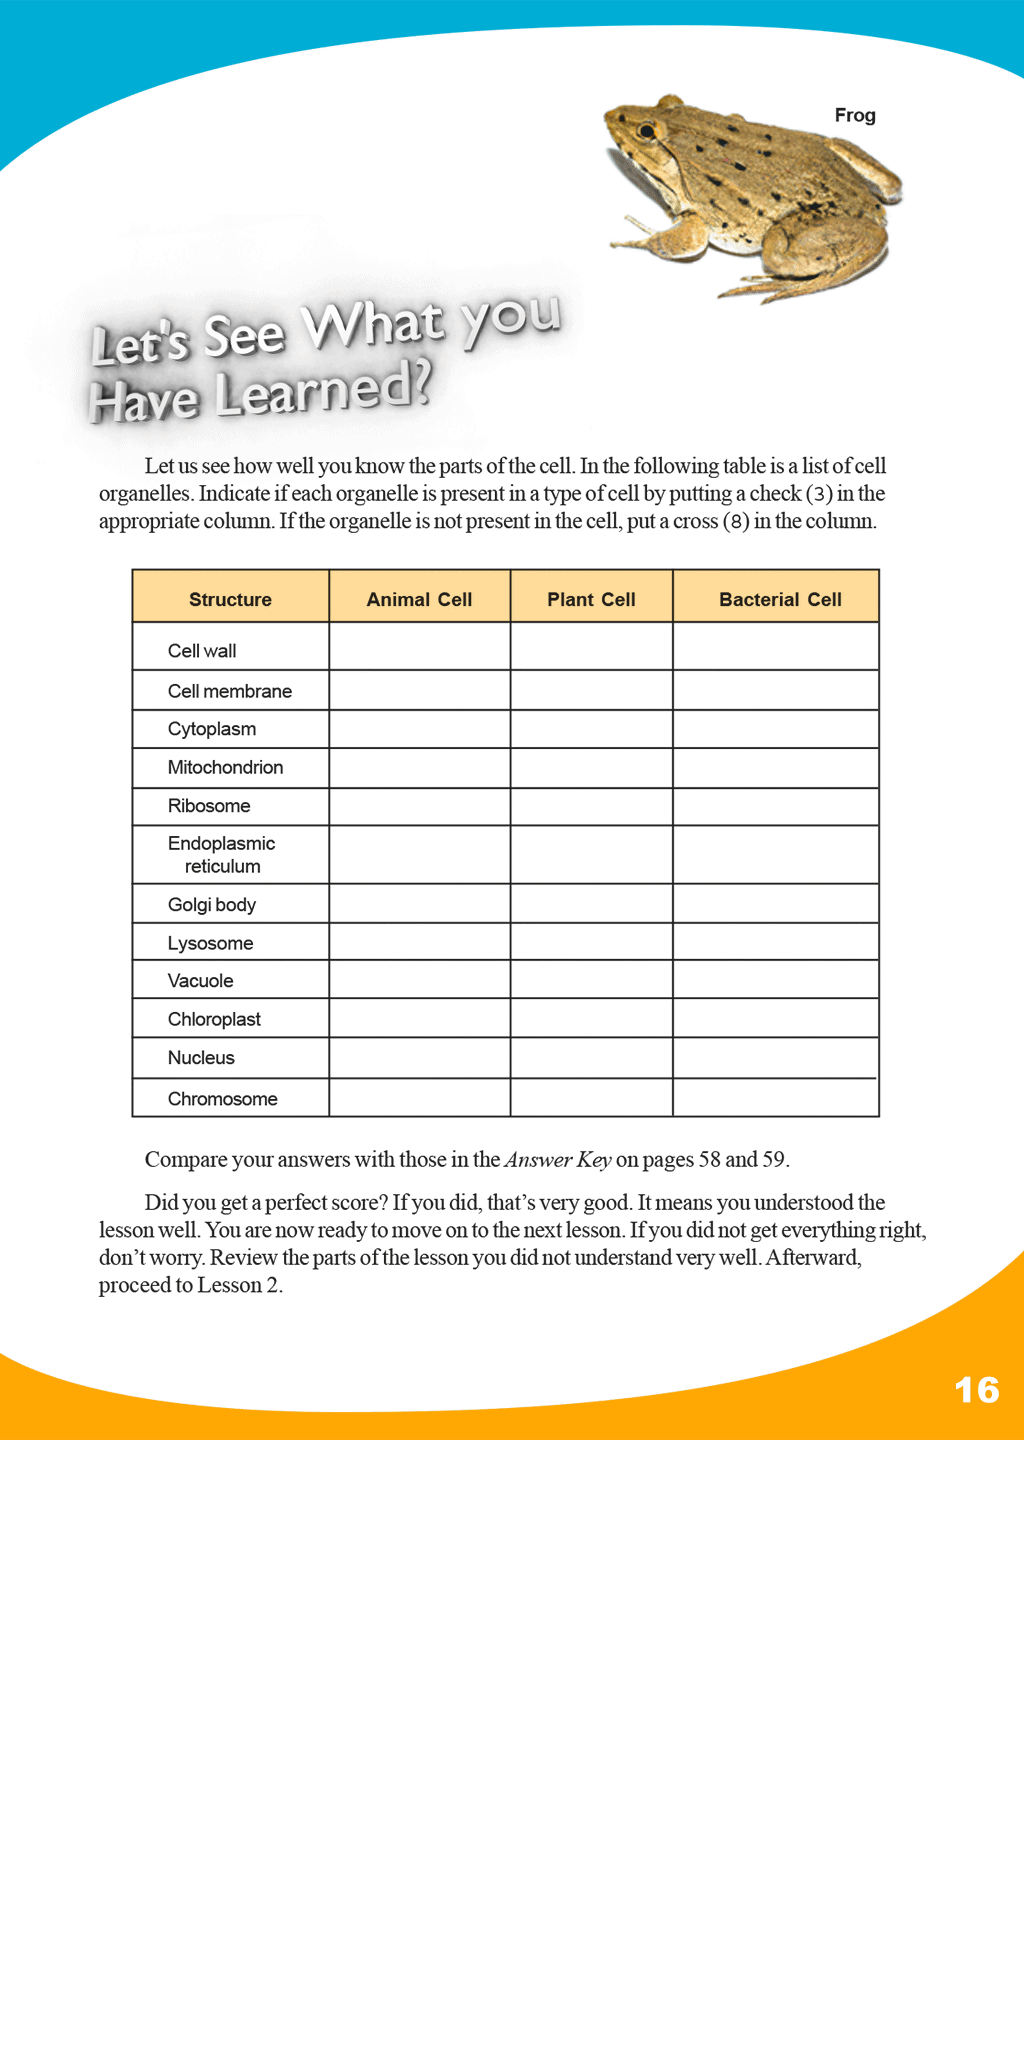 Frog
Let's See What you
Have Learned?
Let us see how well you know the parts of the cell. In the following table is a list of cell
organelles. Indicate if each organelle is present in a type of cell by putting a check (3) in the
appropriate column. If the organelle is not present in the cell, put a cross (8) in the column.
Structure Animal Cell Plant Cell Bacterial Cell
Cell wall
Cell membrane
Cytoplasm
Mitochondrion
Ribosome
Endoplasmic
reticulum
Golgi body
Lysosome
Vacuole
Chloroplast
Nucleus
Chromosome
Compare your answers with those in the Answer Key on pages 58 and 59.
Did you get a perfect score? If you did, that’s very good. It means you understood the
lesson well. You are now ready to move on to the next lesson. If you did not get everything right,
don’t worry. Review the parts of the lesson you did not understand very well. Afterward,
proceed to Lesson 2.
16